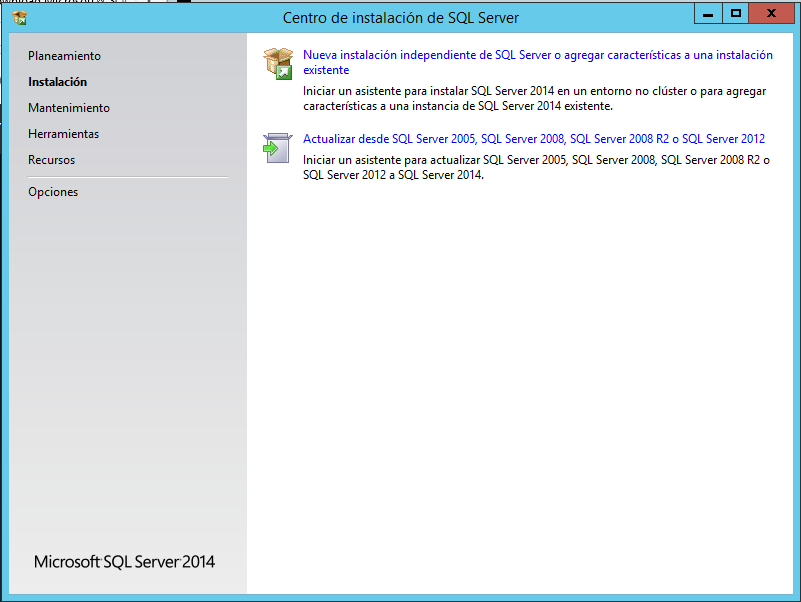 Centro de instalación de SQL Server
Planeamiento
Instalación
Mantenimiento
Herramientas
Recursos
Opciones
Nueva instalación independiente de SQL Server o agregar características a una instalación
existente
Iniciar un asistente para instalar SQL Server 2014 en un entorno no clúster o para agregar
características a una instancia de SQL Server 2014 existente.
Actualizar desde SQL Server 2005, SQL Server 2008, SQL Server 2008 R2 o SQL Server 2012
Iniciar un asistente para actualizar SQL Server 2005, SQL Server 2008, SQL Server 2008 R2 o
SQL Server 2012 a SQL Server 2014.
Microsoft SQL Server 2014